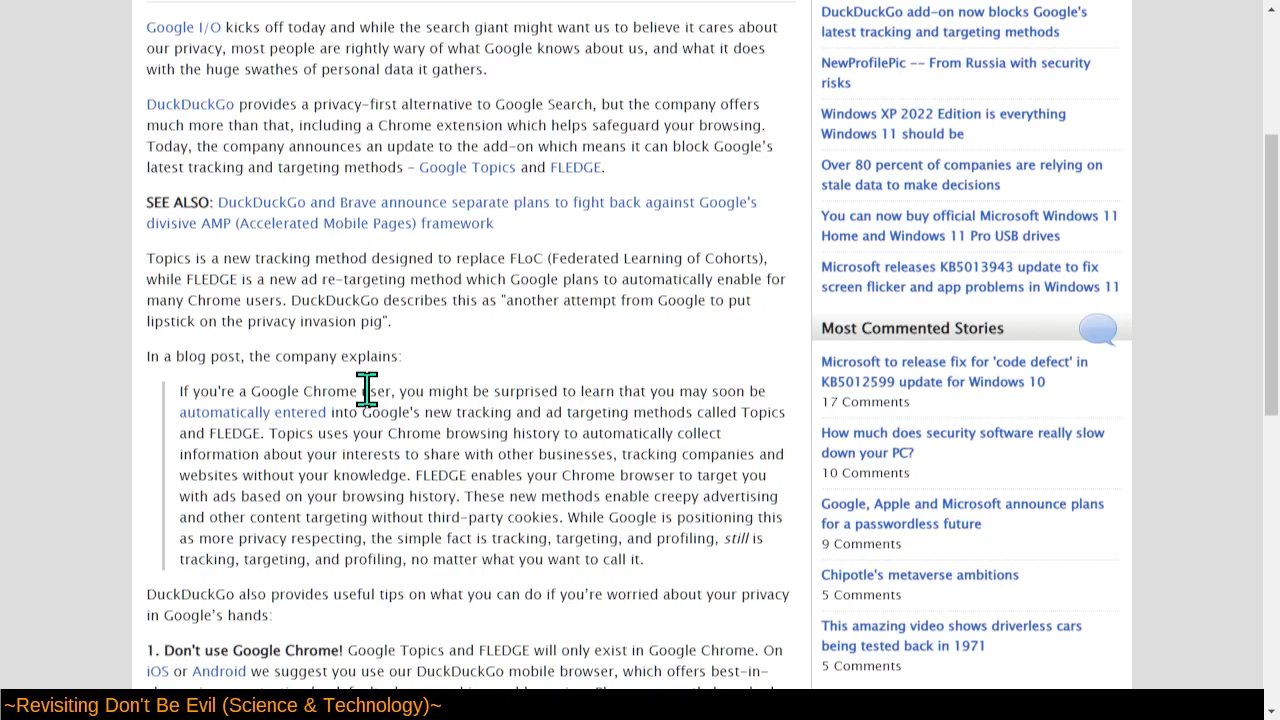 Google I/O kicks off today and while the search giant might want us to believe it cares about
our privacy, most people are rightly wary of what Google knows about us, and what it does
with the huge swathes of personal data it gathers.
DuckDuckGo provides a privacy-first alternative to Google Search, but the company offers
much more than that, including a Chrome extension which helps safeguard your browsing.
Today, the company announces an update to the add-on which means it can block Google's
latest tracking and targeting methods - Google Topics and FLEDGE.
SEE ALSO: DuckDuckGo and Brave announce separate plans to fight back against Google's
divisive AMP (Accelerated Mobile Pages) framework
Topics is a new tracking method designed to replace FLoC (Federated Learning of Cohorts),
while FLEDGE is a new ad re-targeting method which Google plans to automatically enable for
many Chrome users. DuckDuckGo describes this as "another attempt from Google to put
lipstick on the privacy invasion pig".
In a blog post, the company explains:
If you're a Google Chrome user, you might be surprised to learn that you may soon be
automatically entered into Google's new tracking and ad targeting methods called Topics
and FLEDGE. Topics uses your Chrome browsing history to automatically collect
information about your interests to share with other businesses, tracking companies and
websites without your knowledge. FLEDGE enables your Chrome browser to target you
with ads based on your browsing history. These new methods enable creepy advertising
and other content targeting without third-party cookies. While Google is positioning this
as more privacy respecting, the simple fact is tracking, targeting, and profiling, still is
tracking, targeting, and profiling, no matter what you want to call it.
DuckDuckGo also provides useful tips on what you can do if you're worried about your privacy
in Google's hands:
1. Don't use Google Chrome! Google Topics and FLEDGE will only exist in Google Chrome. On
iOS or Android we suggest you use our DuckDuckGo mobile browser, which offers best-in-
DuckDuckGo add-on now blocks Google's
latest tracking and targeting methods
NewProfilePic -- From Russia with security
risks
Windows XP 2022 Edition is everything
Windows 11 should be
Over 80 percent of companies are relying on
stale data to make decisions
You can now buy official Microsoft Windows 11
Home and Windows 11 Pro USB drives
Microsoft releases KB5013943 update to fix
screen flicker and app problems in Windows 11
Most Commented Stories
Microsoft to release fix for 'code defect' in
KB5012599 update for Windows 10
17 Comments
How much does security software really slow
down your PC?
10 Comments
Google, Apple and Microsoft announce plans
for a passwordless future
9 Comments
Chipotle's metaverse ambitions
5 Comments
This amazing video shows driverless cars
being tested back in 1971
5 Comments
~Revisiting Don't Be Evil (Science & Technology)~